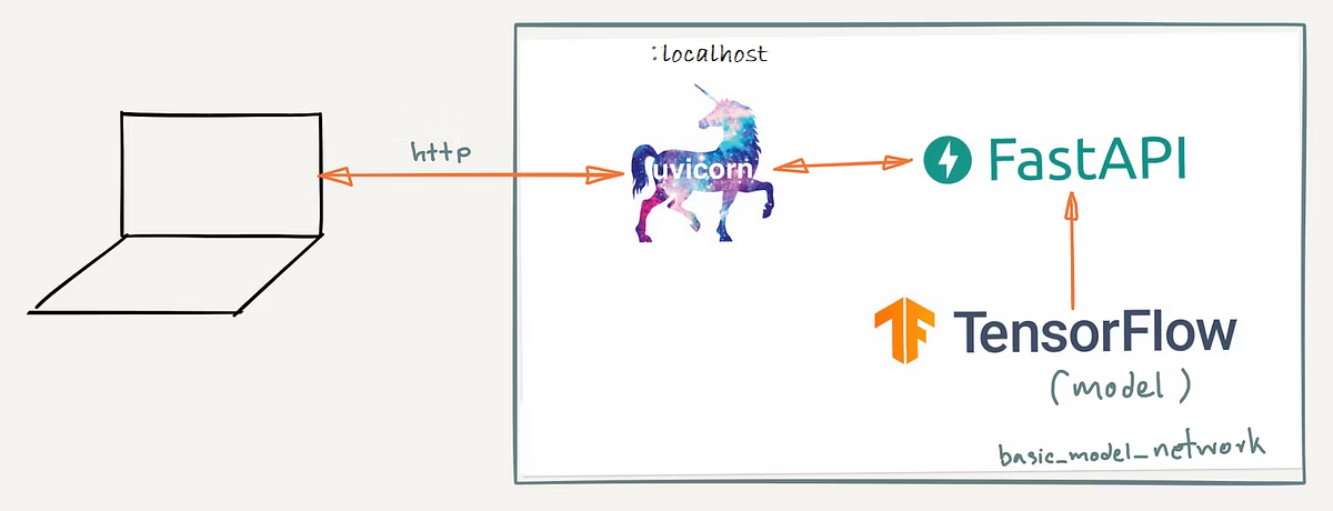 :localhost
http
uvicorn
FastAPI
TensorFlow
(model)
basic_model_network